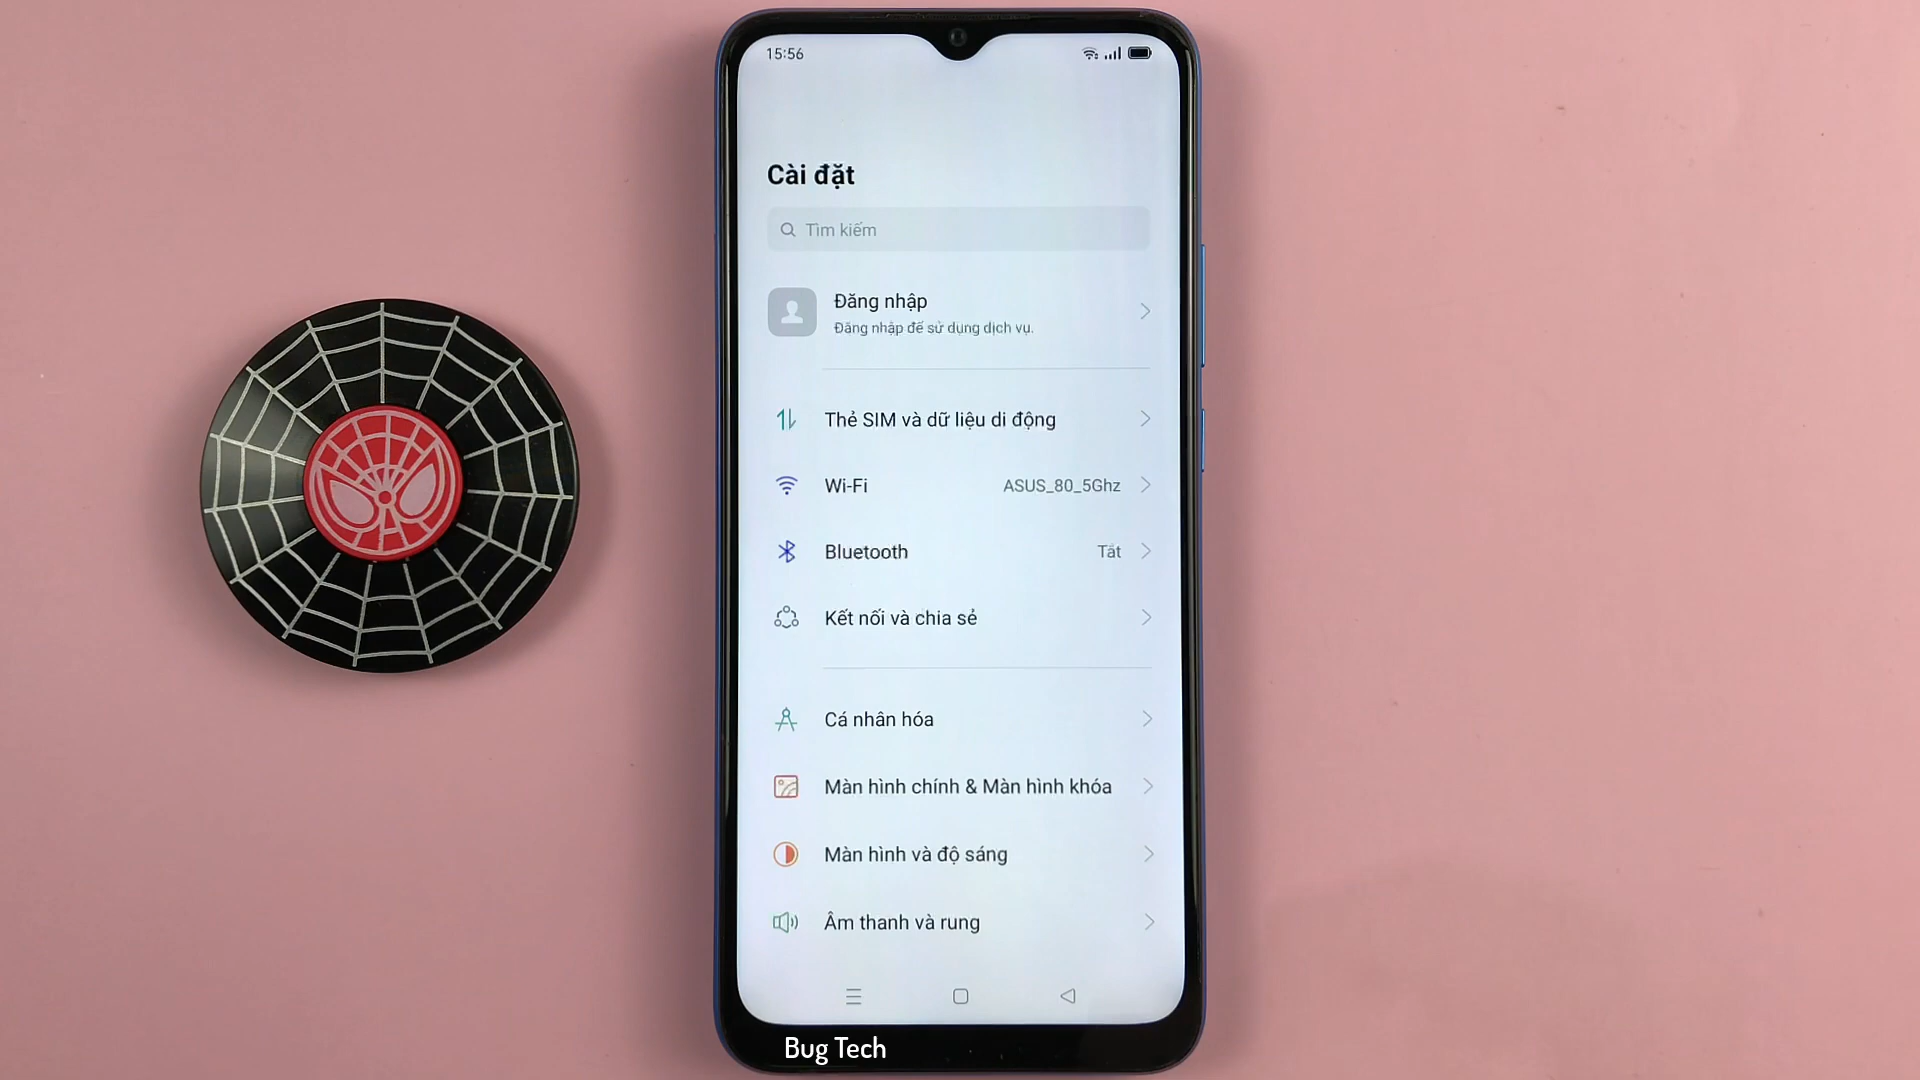 15:56
Cài đặt
Tìm kiếm
Đăng nhập
Đăng nhập để sử dụng dịch vụ.
Thẻ SIM và dữ liệu di động
Wi-Fi ASUS_80_5Ghz
Bluetooth Tắt
Kết nối và chia sẻ
Cá nhân hóa
Màn hình chính & Màn hình khóa
Màn hình và độ sáng
Âm thanh và rung
Bug Tech